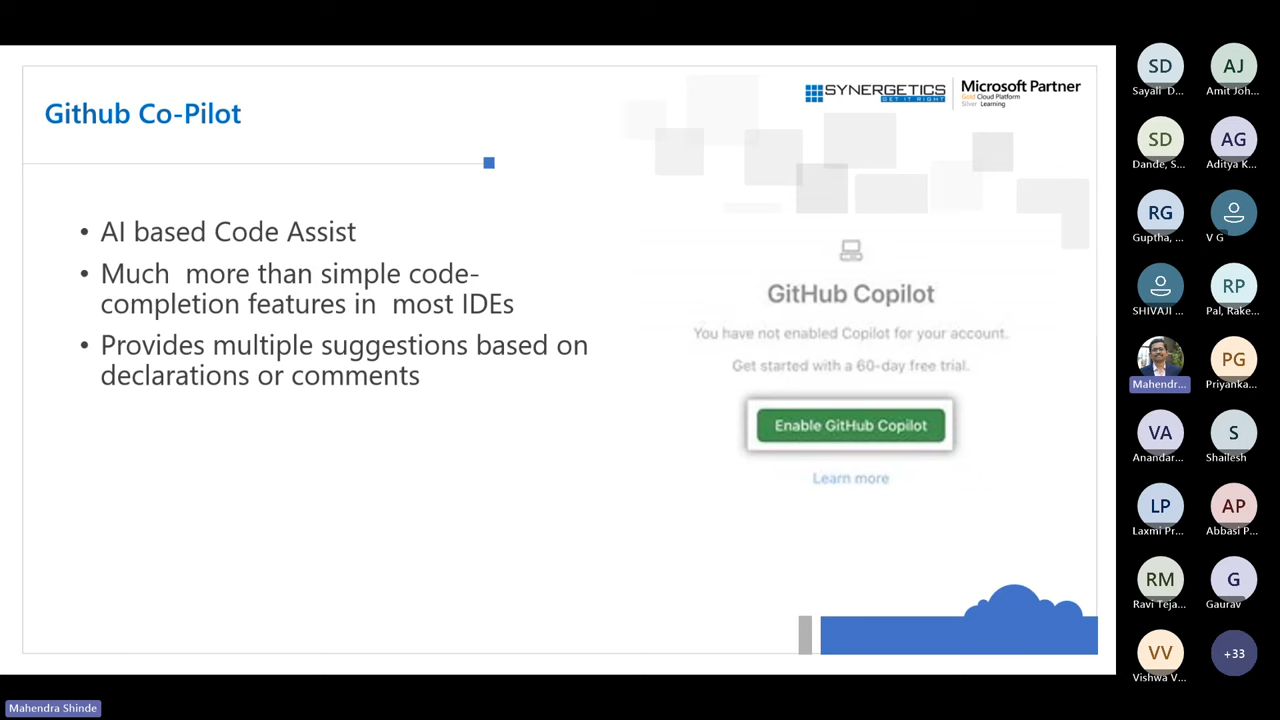 Github Co-Pilot
SYNERGETICS
GET IT RIGHT
Microsoft Partner
Gold Cloud Platform
Silver Learning
• AI based Code Assist
• Much more than simple code-
completion features in most IDEs
• Provides multiple suggestions based on
declarations or comments
GitHub Copilot
You have not enabled Copilot for your account.
Get started with a 60-day free trial.
Enable GitHub Copilot
Learn more
SD
AJ
Sayali D...
Amit Joh...
SD
AG
Dande, S...
Aditya K...
RG
Guptha, ...
V G
RP
SHIVAJI ...
Pal, Rake...
PG
Mahendr...
Priyanka...
VA
S
Anandar...
Shailesh
LP
AP
Laxmi Pr...
Abbasi P...
RM
G
Ravi Teja...
Gaurav
VV
+33
Vishwa V...
Mahendra Shinde